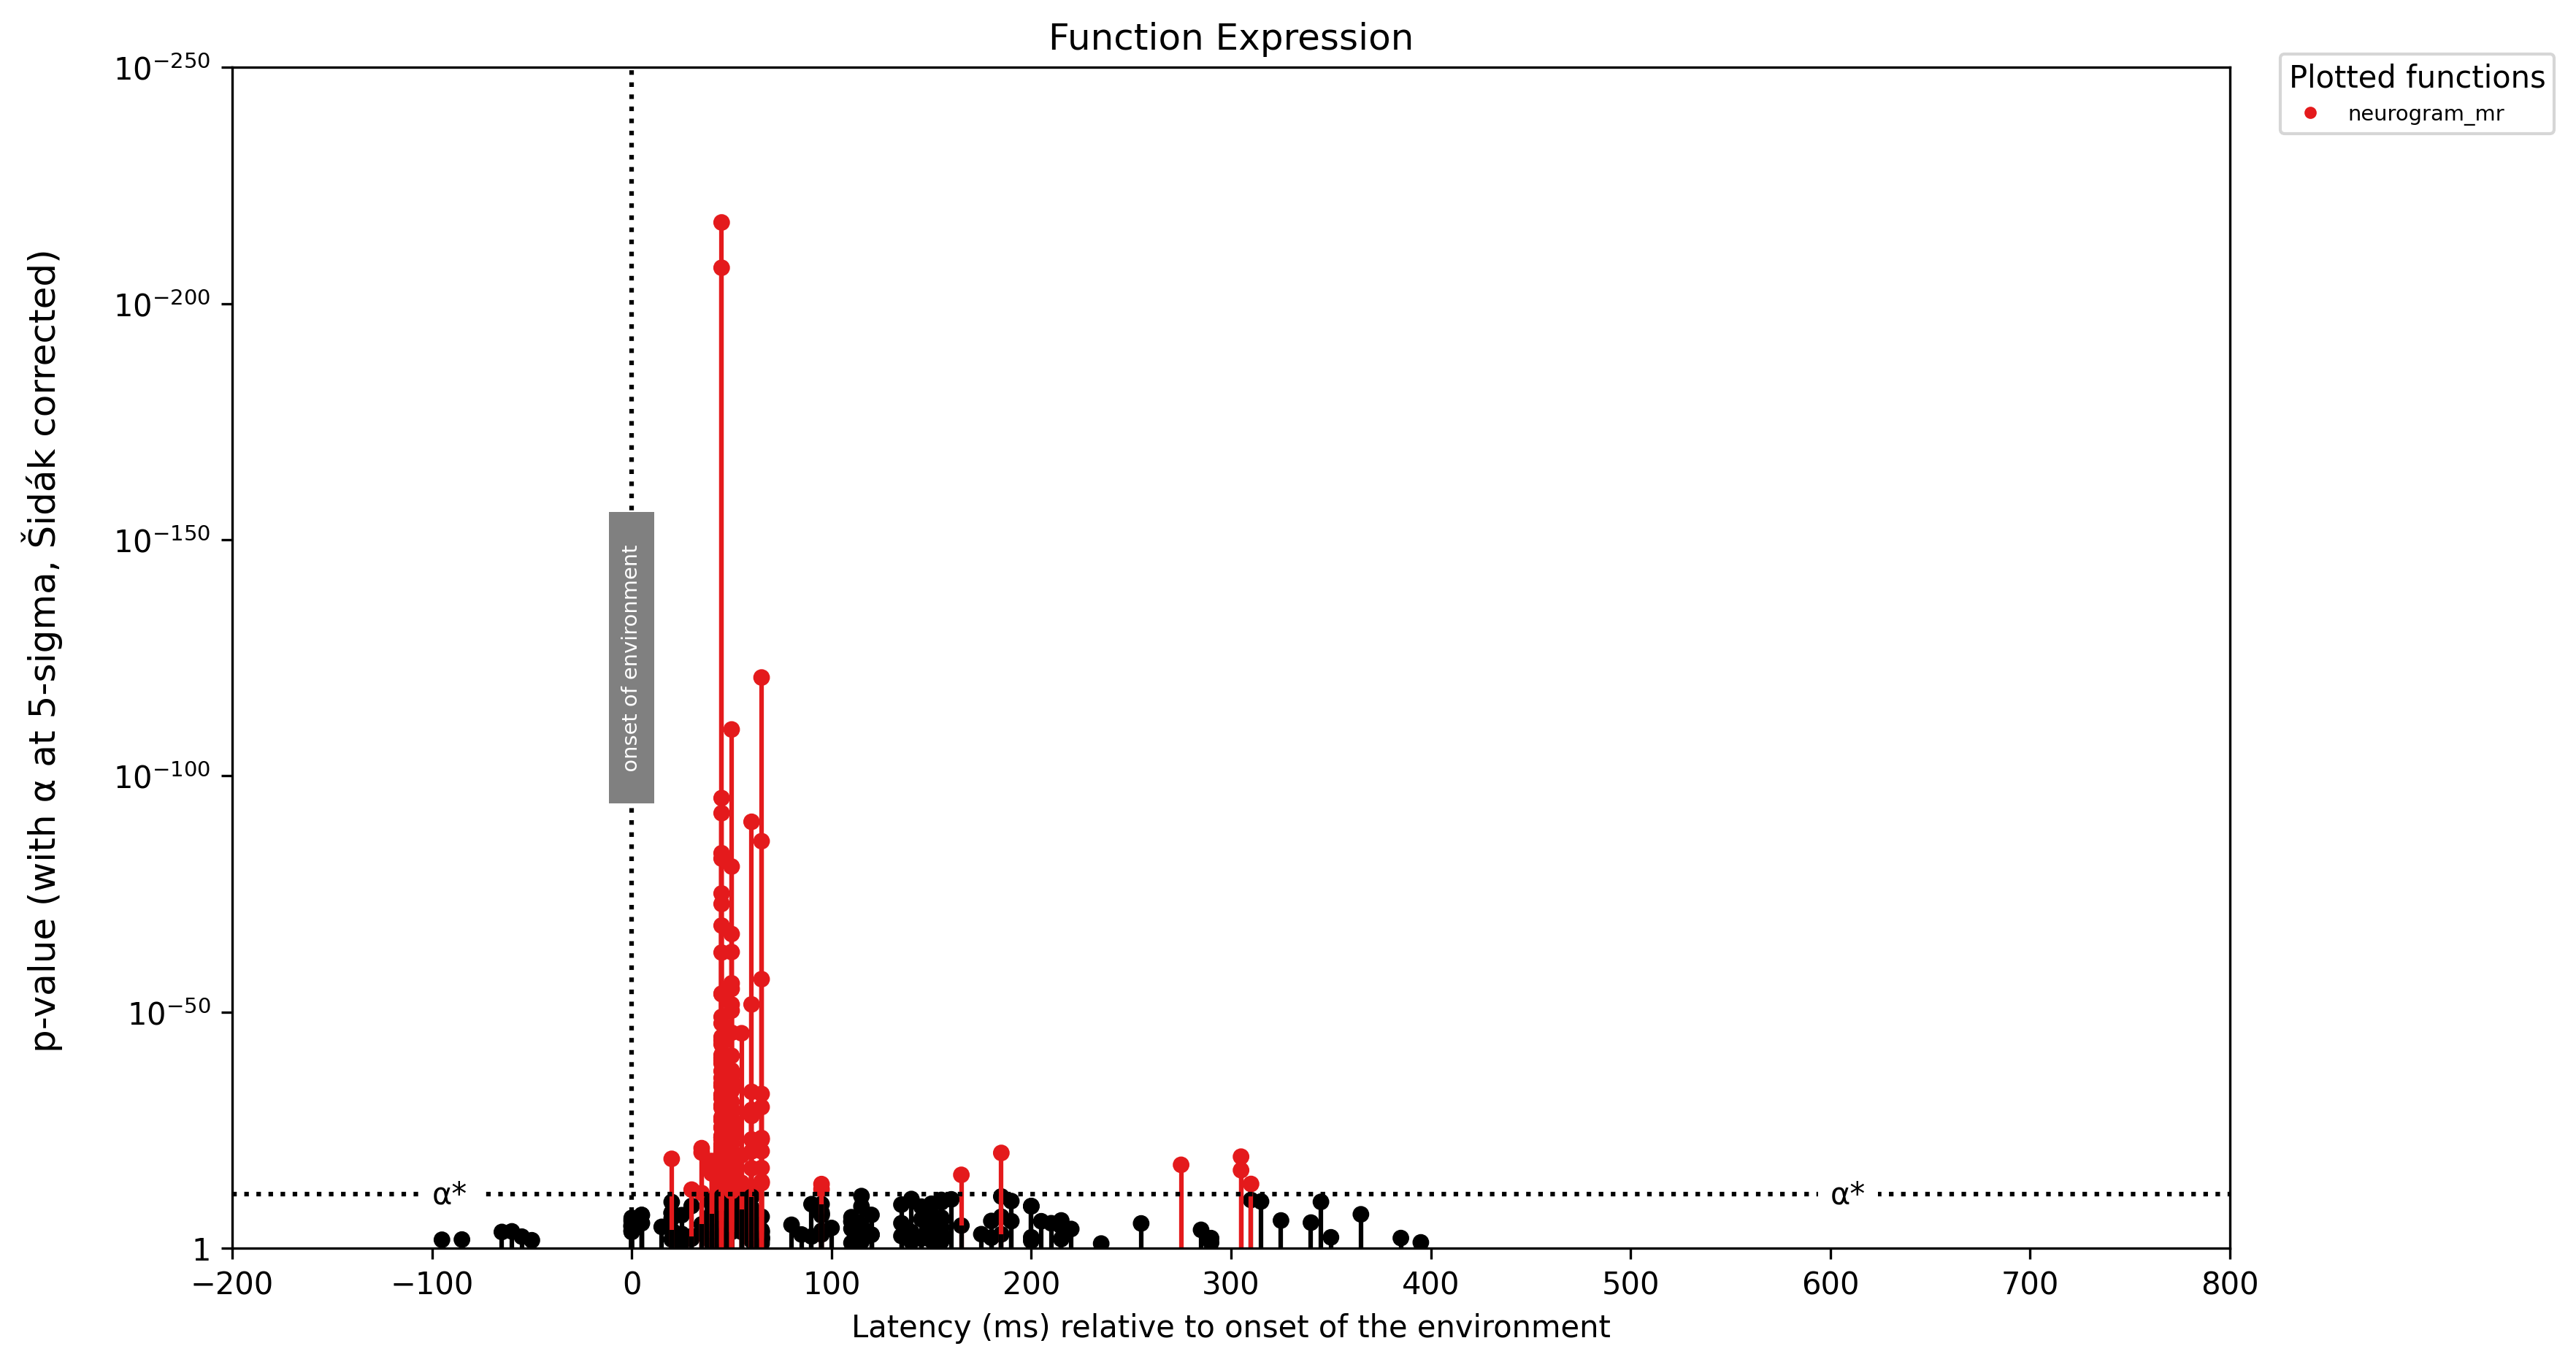 Function Expression
Plotted functions
neurogram_mr
p-value (with α at 5-sigma, Šidák corrected)
10⁻²⁵⁰
10⁻²⁰⁰
10⁻¹⁵⁰
10⁻¹⁰⁰
10⁻⁵⁰
1
onset of environment
α*
α*
−200 −100 0 100 200 300 400 500 600 700 800
Latency (ms) relative to onset of the environment